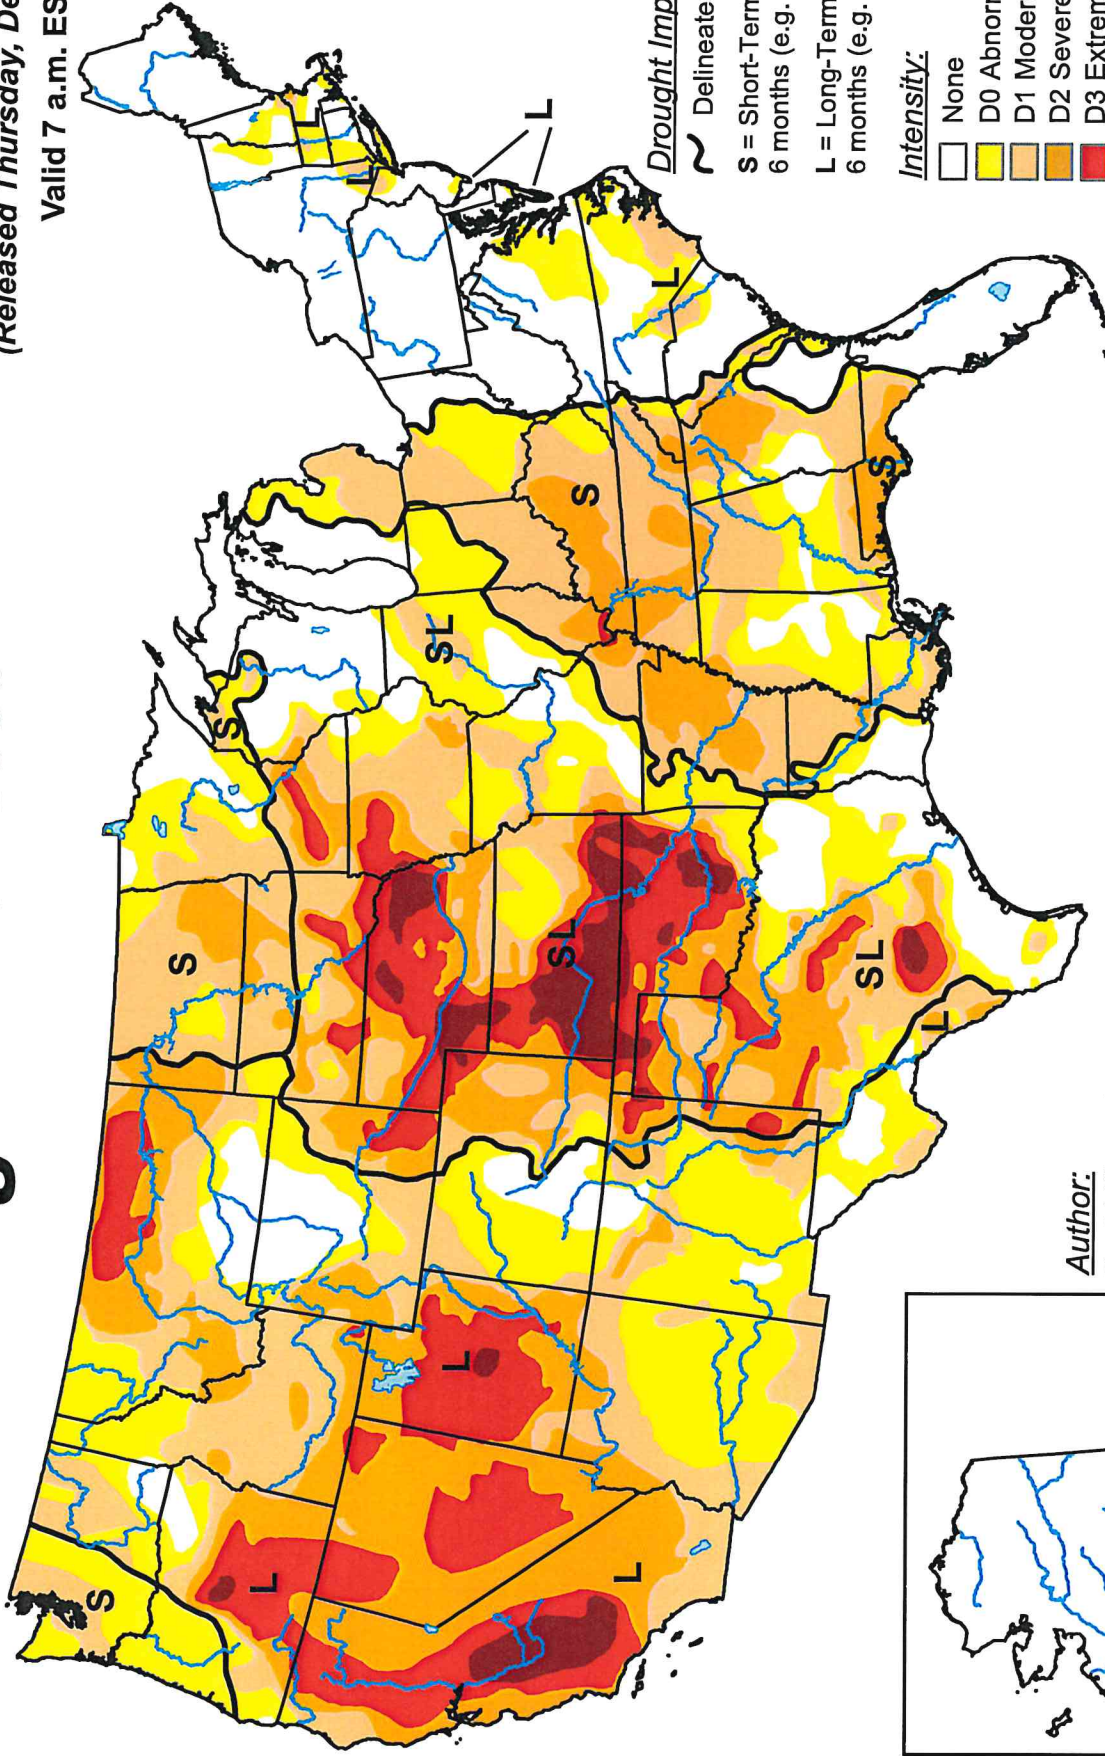 (Released Thursday, De
Valid 7 a.m. ES
Drought Imp
Delineate
S = Short-Term
6 months (e.g.
L = Long-Term
6 months (e.g.
Intensity:
None
D0 Abnorn
D1 Moder
D2 Severe
D3 Extrem
Author:
S
S
S
SL
L
L
L
L
S
L
L
L
SL
S
L
SL
L